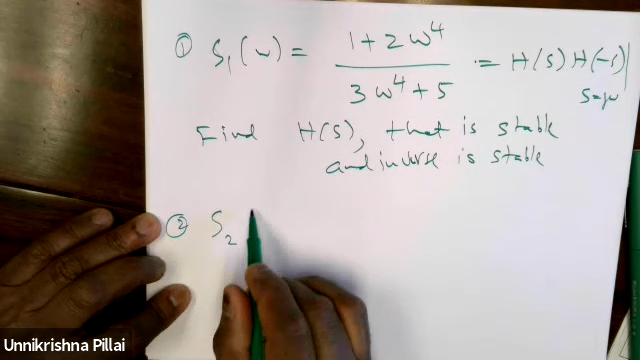 ① S₁(ω) = (1 + 2ω⁴) / (3ω⁴ + 5) = H(s) H(-s)|
s=jω
Find H(s), that is stable
and inverse is stable
② S₂
Unnikrishna Pillai